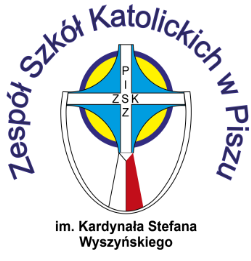 Zespół Szkół Katolickich w Piszu
P
I
ZSK
Z
im. Kardynała Stefana
Wyszyńskiego